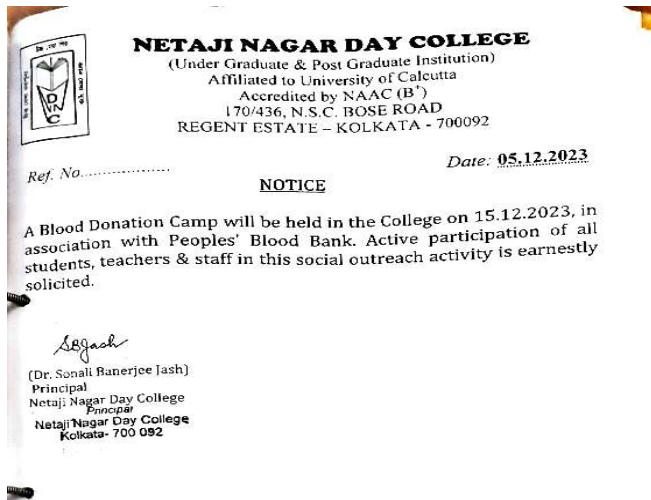 NETAJI NAGAR DAY COLLEGE
(Under Graduate & Post Graduate Institution)
Affiliated to University of Calcutta
Accredited by NAAC (B+)
170/436, N.S.C. BOSE ROAD
REGENT ESTATE – KOLKATA - 700092
DNC
Ref. No..................
Date: 05.12.2023
NOTICE
A Blood Donation Camp will be held in the College on 15.12.2023, in
association with Peoples' Blood Bank. Active participation of all
students, teachers & staff in this social outreach activity is earnestly
solicited.
SBJash
(Dr. Sonali Banerjee Jash)
Principal
Netaji Nagar Day College
Principal
Netaji Nagar Day College
Kolkata- 700 092